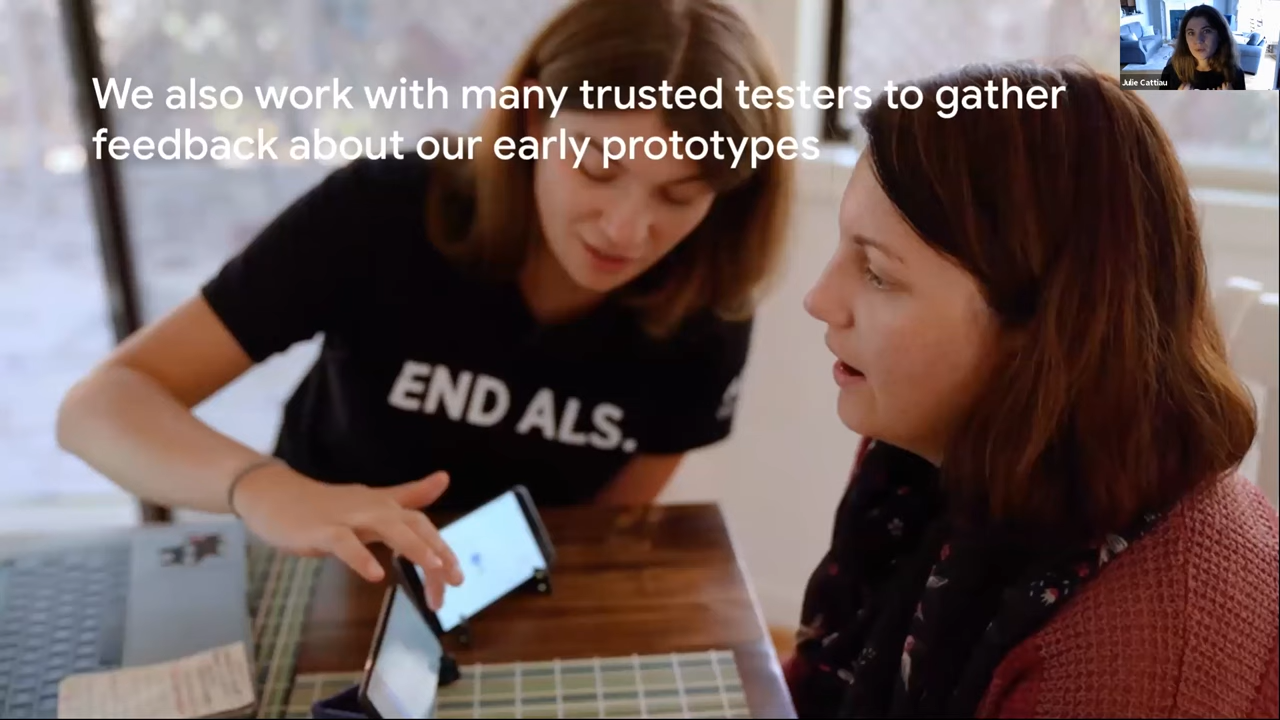 We also work with many trusted testers to gather
feedback about our early prototypes
Julie Cattiau
END ALS.